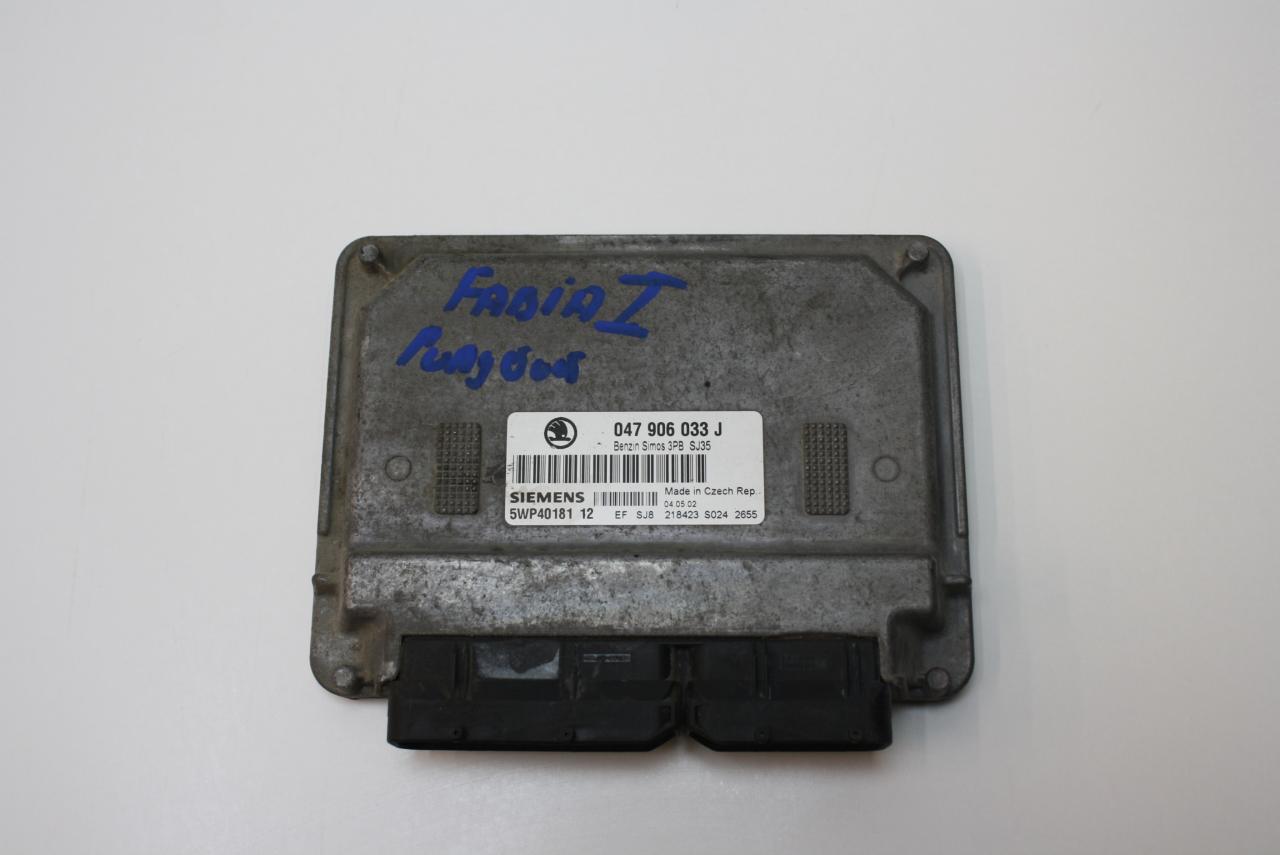 FABIA I
047 906 033 J
Benzin Simos 3PB SJ35
SIEMENS
Made in Czech Rep.
04.05.02
5WP40181 12
EF SJ8 218423 S024 2655